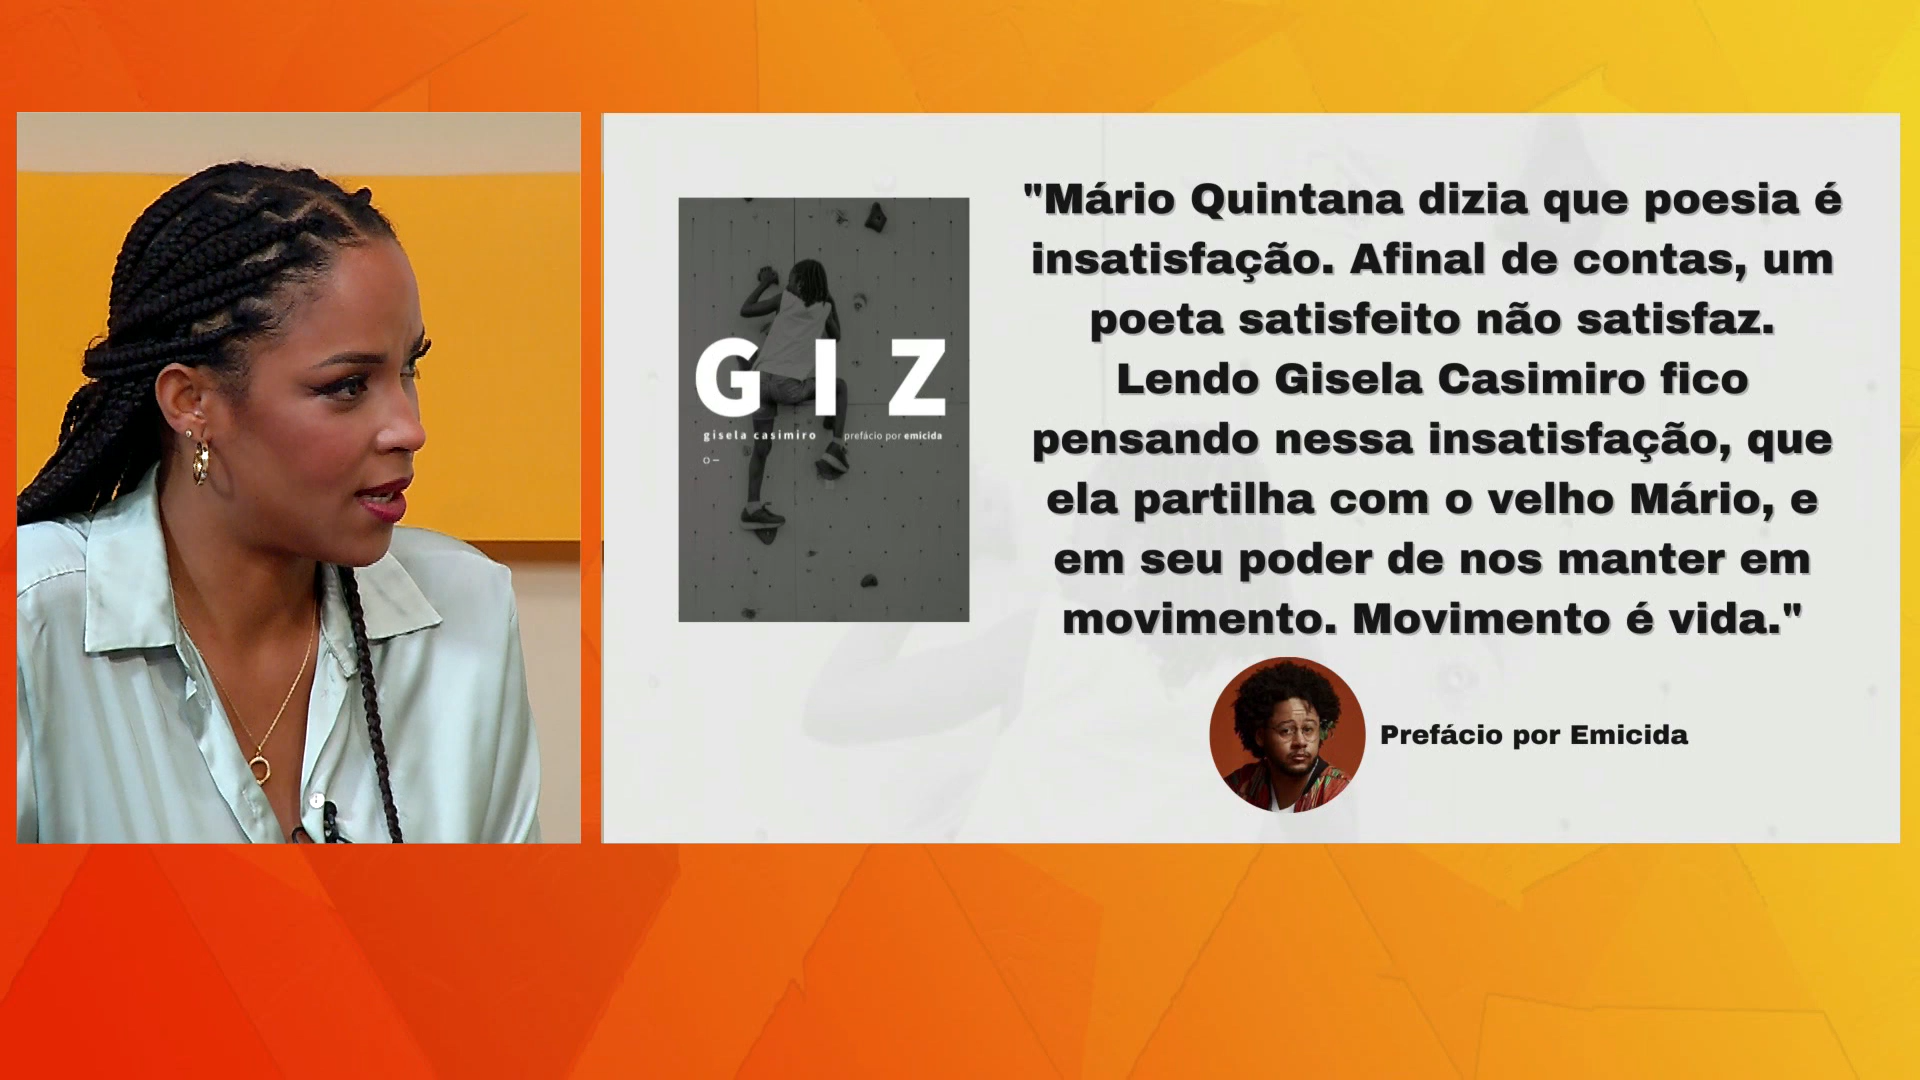 GIZ
gisela casimiro prefácio por emicida
"Mário Quintana dizia que poesia é
insatisfação. Afinal de contas, um
poeta satisfeito não satisfaz.
Lendo Gisela Casimiro fico
pensando nessa insatisfação, que
ela partilha com o velho Mário, e
em seu poder de nos manter em
movimento. Movimento é vida."
Prefácio por Emicida